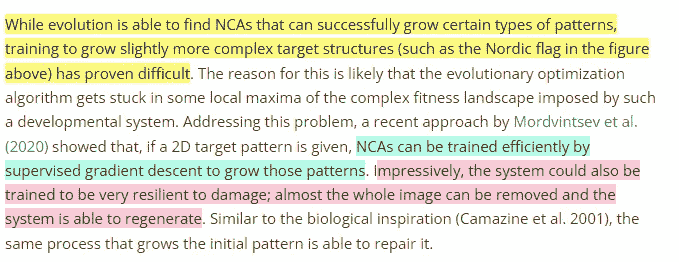 While evolution is able to find NCAs that can successfully grow certain types of patterns,
training to grow slightly more complex target structures (such as the Nordic flag in the figure
above) has proven difficult. The reason for this is likely that the evolutionary optimization
algorithm gets stuck in some local maxima of the complex fitness landscape imposed by such
a developmental system. Addressing this problem, a recent approach by Mordvintsev et al.
(2020) showed that, if a 2D target pattern is given, NCAs can be trained efficiently by
supervised gradient descent to grow those patterns. Impressively, the system could also be
trained to be very resilient to damage; almost the whole image can be removed and the
system is able to regenerate. Similar to the biological inspiration (Camazine et al. 2001), the
same process that grows the initial pattern is able to repair it.